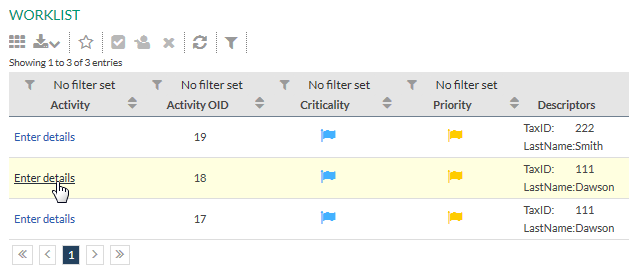 WORKLIST
Showing 1 to 3 of 3 entries
No filter set No filter set No filter set No filter set
Activity Activity OID Criticality Priority Descriptors
Enter details 19 TaxID: 222
LastName:Smith
Enter details 18 TaxID: 111
LastName:Dawson
Enter details 17 TaxID: 111
LastName:Dawson
1